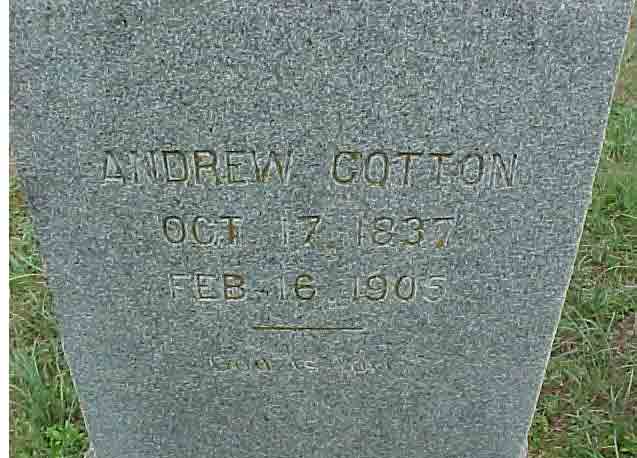 ANDREW COTTON
OCT. 17, 1837
FEB. 16, 1905